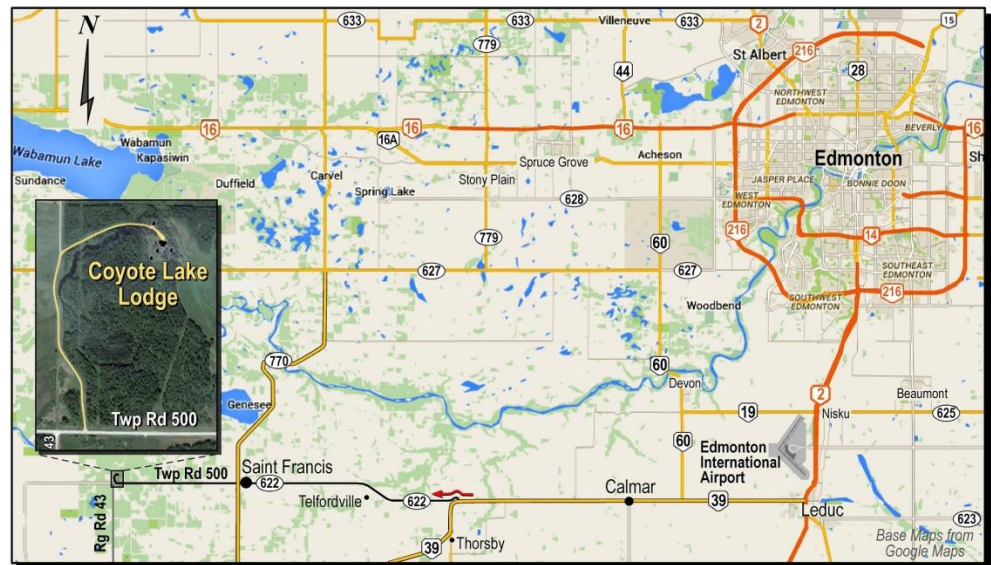 N
633
633
Villeneuve
633
2
15
779
44
St Albert
216
28
NORTHWEST
EDMONTON
16
16
16
16
16A
BEVERLY
Wabamun Lake
Wabamun
Kapasiwin
Sundance
Duffield
Carvel
Spring Lake
Stony Plain
Spruce Grove
Acheson
Edmonton
Sh
JASPER PLACE
BONNIE DOON
WEST
EDMONTON
628
216
779
60
14
Coyote Lake
Lodge
627
627
SOUTHEAST
EDMONTON
216
SOUTHWEST
EDMONTON
Woodbend
770
60
Devon
2
Beaumont
Genesee
19
Nisku
625
Twp Rd 500
43
60
Edmonton
International
Airport
C
Twp Rd 500
Saint Francis
622
Telfordville
622
Calmar
39
Leduc
Rg Rd 43
39
Thorsby
623
Base Maps from
Google Maps